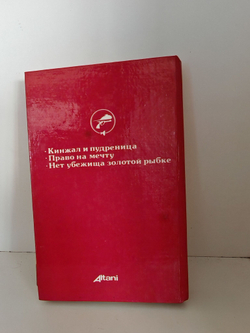 · Кинжал и пудреница
· Право на мечту
· Нет убежища золотой рыбке
Altani